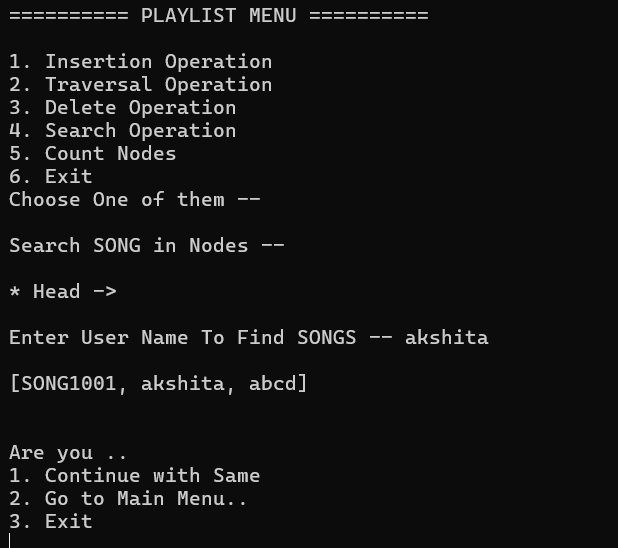 ========== PLAYLIST MENU ==========
1. Insertion Operation
2. Traversal Operation
3. Delete Operation
4. Search Operation
5. Count Nodes
6. Exit
Choose One of them --
Search SONG in Nodes --
* Head ->
Enter User Name To Find SONGS -- akshita
[SONG1001, akshita, abcd]
Are you ..
1. Continue with Same
2. Go to Main Menu..
3. Exit